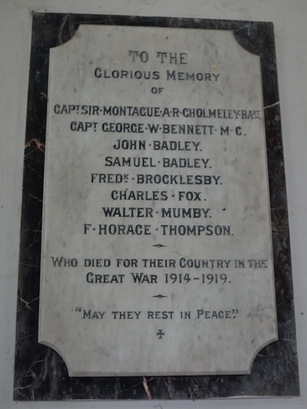 TO THE
GLORIOUS MEMORY
OF
CAPT·SIR·MONTAGUE·A·R·CHOLMELEY·BART.
CAPT GEORGE·W·BENNETT·M·C.
JOHN·BADLEY.
SAMUEL·BADLEY.
FREDK·BROCKLESBY.
CHARLES·FOX.
WALTER·MUMBY.
F·HORACE·THOMPSON.
WHO DIED FOR THEIR COUNTRY IN THE
GREAT WAR 1914-1919.
"MAY THEY REST IN PEACE."